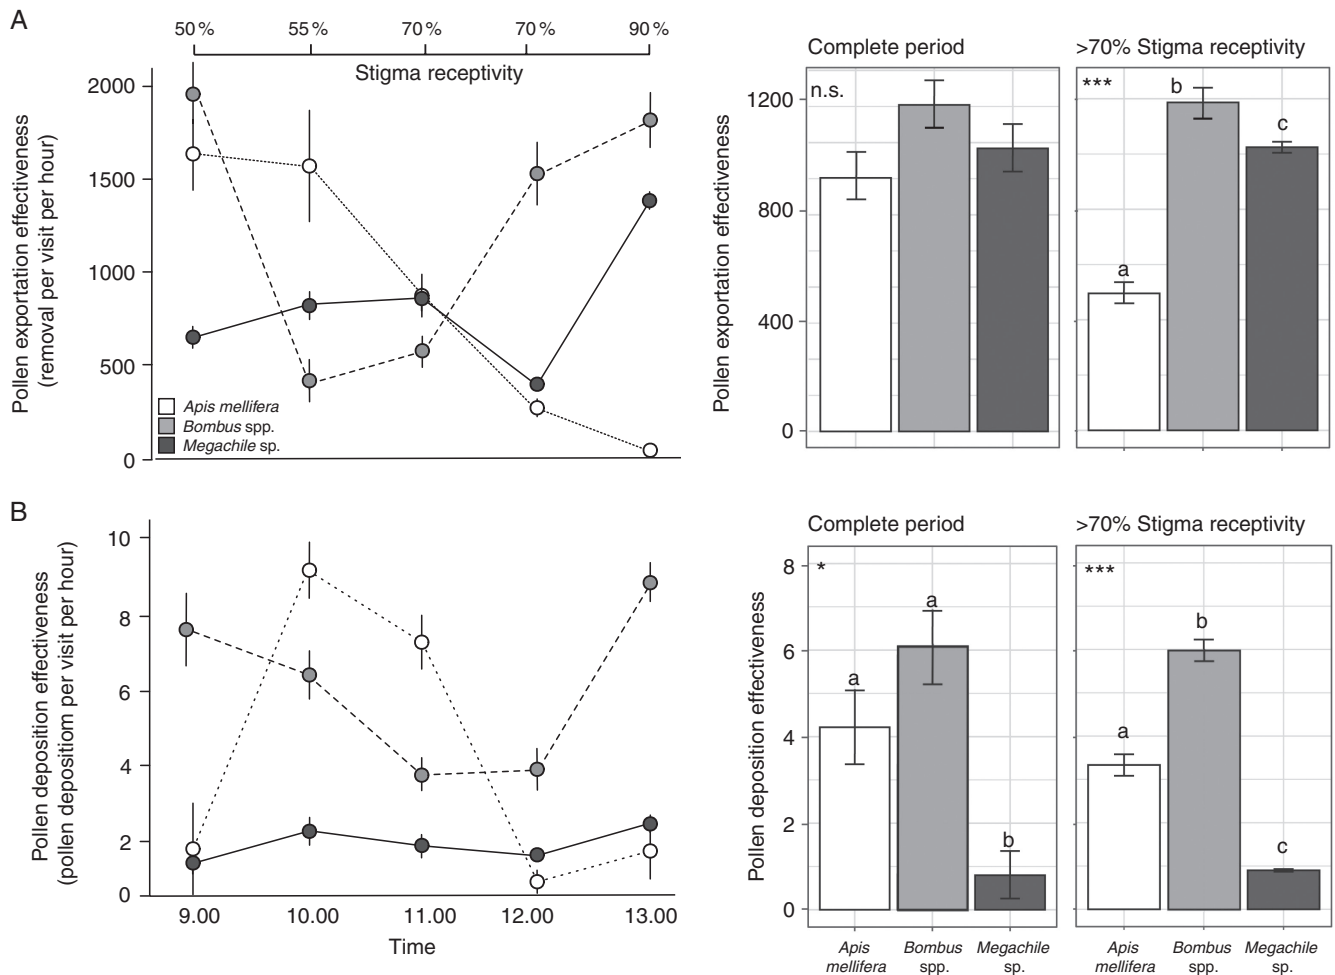 A
50 %
55 %
70 %
70 %
90 %
Stigma receptivity
Pollen exportation effectiveness
(removal per visit per hour)
2000
1500
1000
500
0
Apis mellifera
Bombus spp.
Megachile sp.
Complete period
>70% Stigma receptivity
Pollen exportation effectiveness
1200
800
400
0
n.s.
***
a
b
c
B
Pollen deposition effectiveness
(pollen depositiom per visit per hour)
10
8
6
4
2
0
9.00
10.00
11.00
12.00
13.00
Time
Complete period
>70% Stigma receptivity
Pollen deposition effectiveness
8
6
4
2
0
*
a
a
b
***
a
b
c
Apis
mellifera
Bombus
spp.
Megachile
sp.
Apis
mellifera
Bombus
spp.
Megachile
sp.